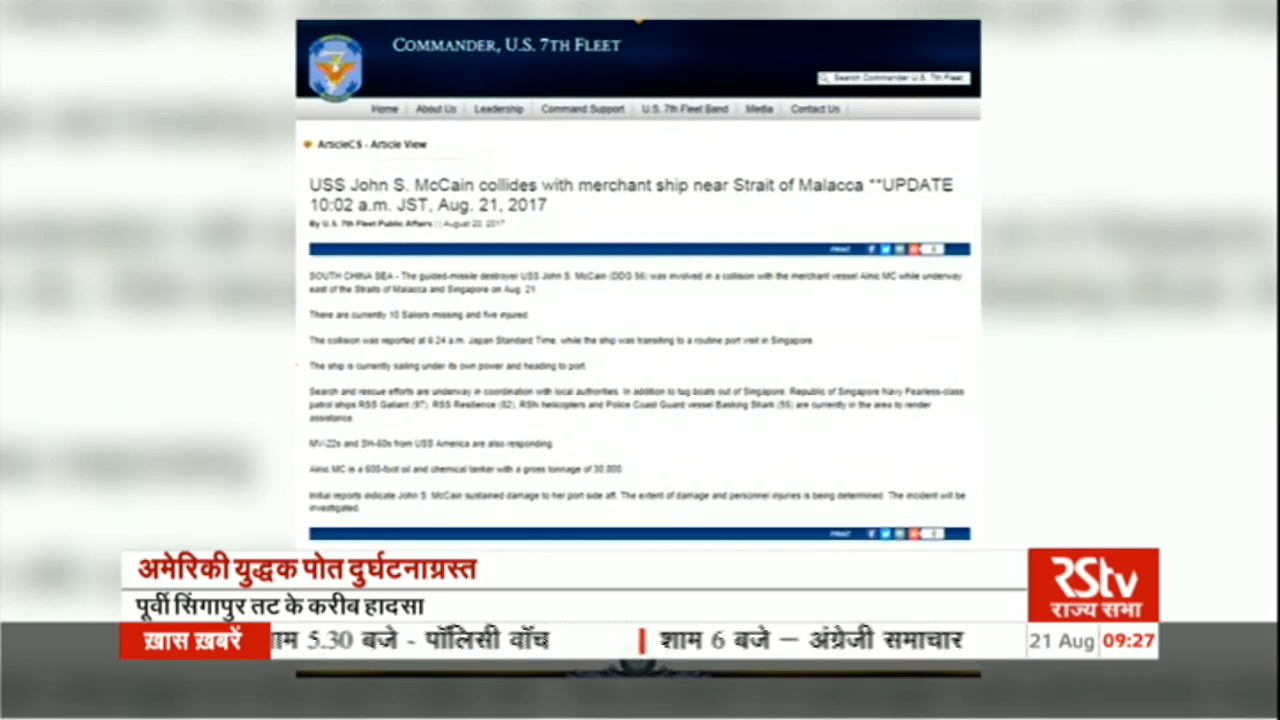 COMMANDER, U.S. 7TH FLEET
Search Commander U.S. 7th Fleet
Home About Us Leadership Command Support U.S. 7th Fleet Band Media Contact Us
ArticleCS - Article View
USS John S. McCain collides with merchant ship near Strait of Malacca **UPDATE
10:02 a.m. JST, Aug. 21, 2017
By U.S. 7th Fleet Public Affairs | August 20, 2017
PRINT 0
SOUTH CHINA SEA - The guided-missile destroyer USS John S. McCain (DDG 56) was involved in a collision with the merchant vessel Alnic MC while underway
east of the Straits of Malacca and Singapore on Aug. 21.
There are currently 10 Sailors missing and five injured.
The collision was reported at 6:24 a.m. Japan Standard Time, while the ship was transiting to a routine port visit in Singapore.
The ship is currently sailing under its own power and heading to port.
Search and rescue efforts are underway in coordination with local authorities. In addition to tug boats out of Singapore, Republic of Singapore Navy Fearless-class
patrol ships RSS Gallant (97), RSS Resilience (82), RSN helicopters and Police Coast Guard vessel Basking Shark (55) are currently in the area to render
assistance.
MV-22s and SH-60s from USS America are also responding.
Alnic MC is a 600-foot oil and chemical tanker with a gross tonnage of 30,000.
Initial reports indicate John S. McCain sustained damage to her port side aft. The extent of damage and personnel injuries is being determined. The incident will be
investigated.
PRINT 0
अमेरिकी युद्धक पोत दुर्घटनाग्रस्त
पूर्वी सिंगापुर तट के करीब हादसा
RStv
राज्य सभा
ख़ास ख़बरें 5.30 बजे - पॉलिसी वॉच | शाम 6 बजे – अंग्रेजी समाचार
21 Aug 09:27